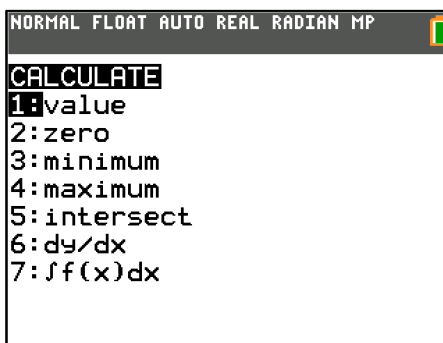 NORMAL FLOAT AUTO REAL RADIAN MP
CALCULATE
1:value
2:zero
3:minimum
4:maximum
5:intersect
6:dy/dx
7:∫f(x)dx